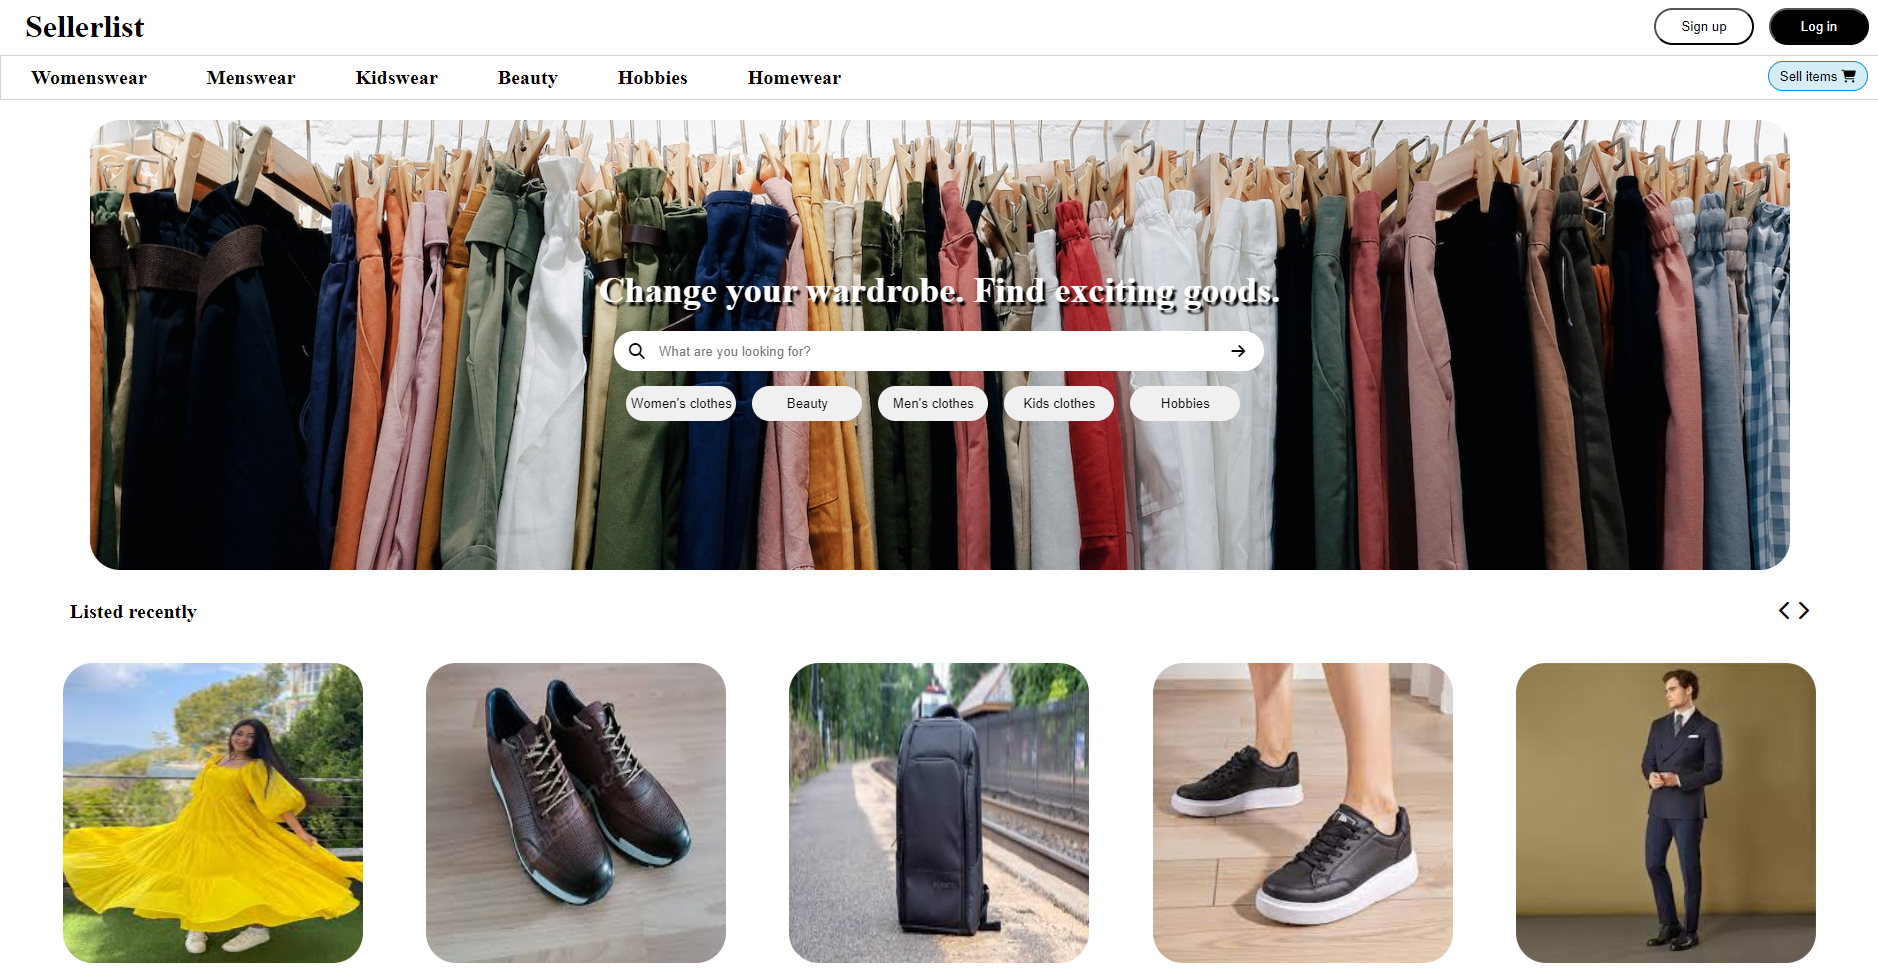 Sellerlist
Sign up
Log in
Womenswear
Menswear
Kidswear
Beauty
Hobbies
Homewear
Sell items
Change your wardrobe. Find exciting goods.
What are you looking for?
Women's clothes
Beauty
Men's clothes
Kids clothes
Hobbies
Listed recently